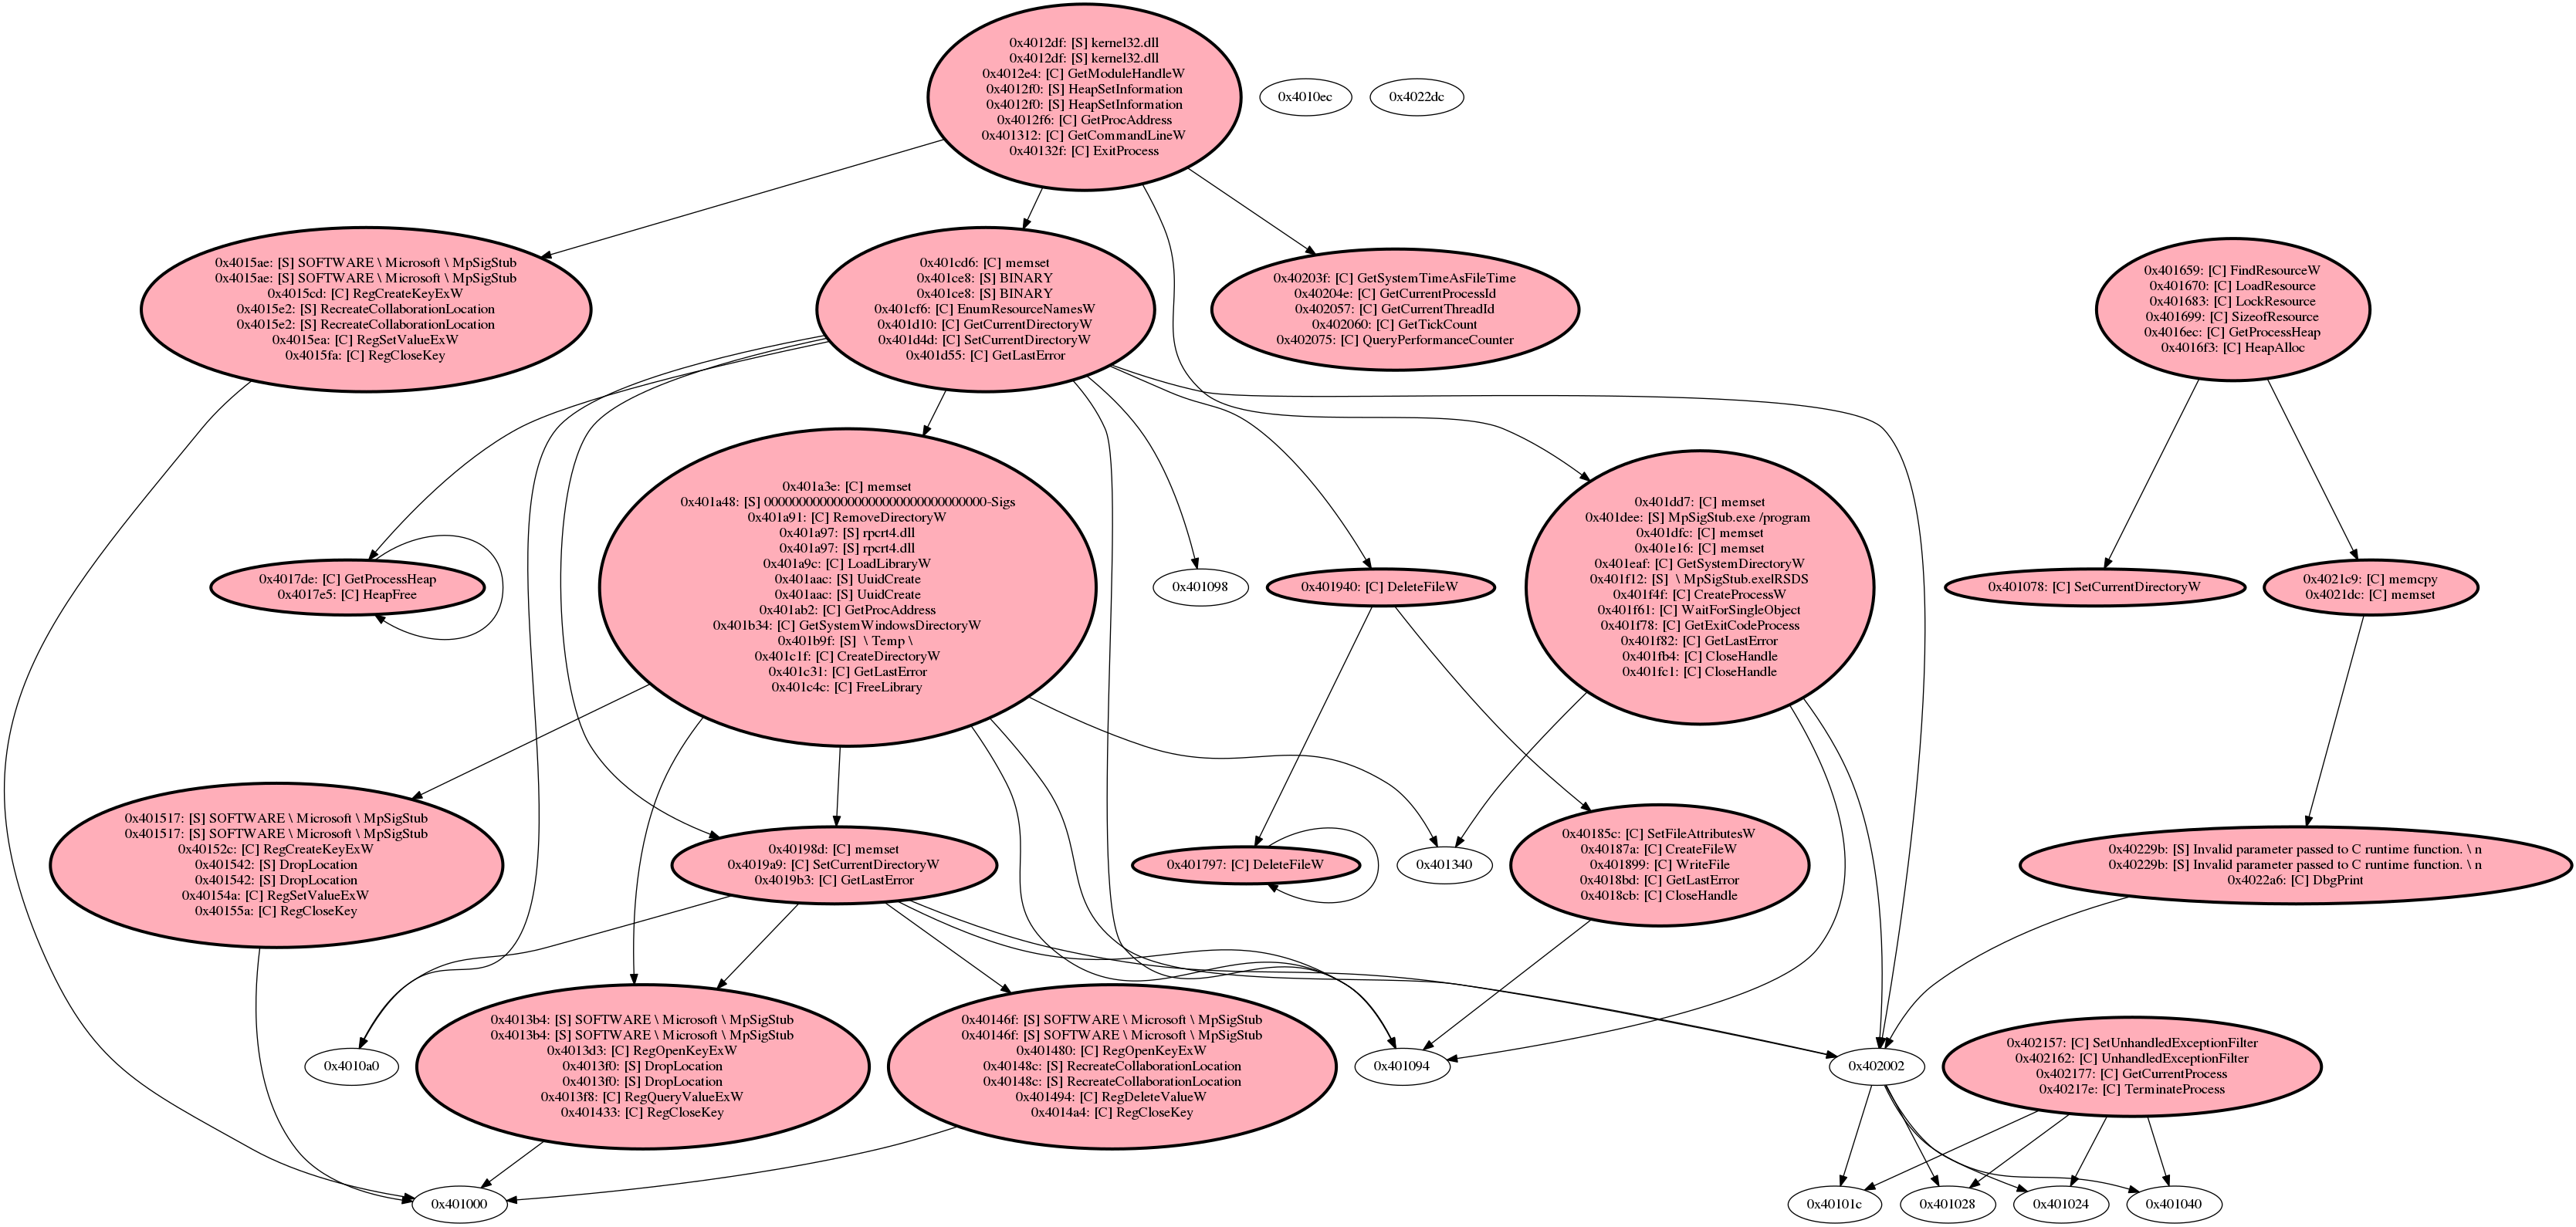 0x4012df: [S] kernel32.dll
0x4012df: [S] kernel32.dll
0x4012e4: [C] GetModuleHandleW
0x4012f0: [S] HeapSetInformation
0x4012f0: [S] HeapSetInformation
0x4012f6: [C] GetProcAddress
0x401312: [C] GetCommandLineW
0x40132f: [C] ExitProcess
0x4010ec
0x4022dc
0x4015ae: [S] SOFTWARE \ Microsoft \ MpSigStub
0x4015ae: [S] SOFTWARE \ Microsoft \ MpSigStub
0x4015cd: [C] RegCreateKeyExW
0x4015e2: [S] RecreateCollaborationLocation
0x4015e2: [S] RecreateCollaborationLocation
0x4015ea: [C] RegSetValueExW
0x4015fa: [C] RegCloseKey
0x401cd6: [C] memset
0x401ce8: [S] BINARY
0x401ce8: [S] BINARY
0x401cf6: [C] EnumResourceNamesW
0x401d10: [C] GetCurrentDirectoryW
0x401d4d: [C] SetCurrentDirectoryW
0x401d55: [C] GetLastError
0x40203f: [C] GetSystemTimeAsFileTime
0x40204e: [C] GetCurrentProcessId
0x402057: [C] GetCurrentThreadId
0x402060: [C] GetTickCount
0x402075: [C] QueryPerformanceCounter
0x401659: [C] FindResourceW
0x401670: [C] LoadResource
0x401683: [C] LockResource
0x401699: [C] SizeofResource
0x4016ec: [C] GetProcessHeap
0x4016f3: [C] HeapAlloc
0x4017de: [C] GetProcessHeap
0x4017e5: [C] HeapFree
0x401a3e: [C] memset
0x401a48: [S] 00000000000000000000000000000000-Sigs
0x401a91: [C] RemoveDirectoryW
0x401a97: [S] rpcrt4.dll
0x401a97: [S] rpcrt4.dll
0x401a9c: [C] LoadLibraryW
0x401aac: [S] UuidCreate
0x401aac: [S] UuidCreate
0x401ab2: [C] GetProcAddress
0x401b34: [C] GetSystemWindowsDirectoryW
0x401b9f: [S]  \ Temp \
0x401c1f: [C] CreateDirectoryW
0x401c31: [C] GetLastError
0x401c4c: [C] FreeLibrary
0x401098
0x401940: [C] DeleteFileW
0x401dd7: [C] memset
0x401dee: [S] MpSigStub.exe /program
0x401dfc: [C] memset
0x401e16: [C] memset
0x401eaf: [C] GetSystemDirectoryW
0x401f12: [S]  \ MpSigStub.exelRSDS
0x401f4f: [C] CreateProcessW
0x401f61: [C] WaitForSingleObject
0x401f78: [C] GetExitCodeProcess
0x401f82: [C] GetLastError
0x401fb4: [C] CloseHandle
0x401fc1: [C] CloseHandle
0x401078: [C] SetCurrentDirectoryW
0x4021c9: [C] memcpy
0x4021dc: [C] memset
0x401517: [S] SOFTWARE \ Microsoft \ MpSigStub
0x401517: [S] SOFTWARE \ Microsoft \ MpSigStub
0x40152c: [C] RegCreateKeyExW
0x401542: [S] DropLocation
0x401542: [S] DropLocation
0x40154a: [C] RegSetValueExW
0x40155a: [C] RegCloseKey
0x40198d: [C] memset
0x4019a9: [C] SetCurrentDirectoryW
0x4019b3: [C] GetLastError
0x401797: [C] DeleteFileW
0x401340
0x40185c: [C] SetFileAttributesW
0x40187a: [C] CreateFileW
0x401899: [C] WriteFile
0x4018bd: [C] GetLastError
0x4018cb: [C] CloseHandle
0x40229b: [S] Invalid parameter passed to C runtime function. \ n
0x40229b: [S] Invalid parameter passed to C runtime function. \ n
0x4022a6: [C] DbgPrint
0x4010a0
0x4013b4: [S] SOFTWARE \ Microsoft \ MpSigStub
0x4013b4: [S] SOFTWARE \ Microsoft \ MpSigStub
0x4013d3: [C] RegOpenKeyExW
0x4013f0: [S] DropLocation
0x4013f0: [S] DropLocation
0x4013f8: [C] RegQueryValueExW
0x401433: [C] RegCloseKey
0x40146f: [S] SOFTWARE \ Microsoft \ MpSigStub
0x40146f: [S] SOFTWARE \ Microsoft \ MpSigStub
0x401480: [C] RegOpenKeyExW
0x40148c: [S] RecreateCollaborationLocation
0x40148c: [S] RecreateCollaborationLocation
0x401494: [C] RegDeleteValueW
0x4014a4: [C] RegCloseKey
0x401094
0x402002
0x402157: [C] SetUnhandledExceptionFilter
0x402162: [C] UnhandledExceptionFilter
0x402177: [C] GetCurrentProcess
0x40217e: [C] TerminateProcess
0x401000
0x40101c
0x401028
0x401024
0x401040